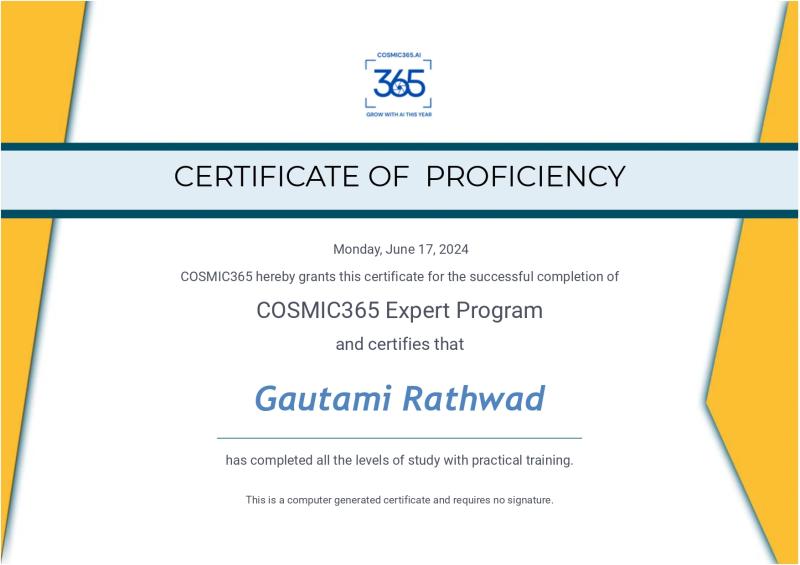 COSMIC365.AI
365
GROW WITH AI THIS YEAR
CERTIFICATE OF PROFICIENCY
Monday, June 17, 2024
COSMIC365 hereby grants this certificate for the successful completion of
COSMIC365 Expert Program
and certifies that
Gautami Rathwad
has completed all the levels of study with practical training.
This is a computer generated certificate and requires no signature.